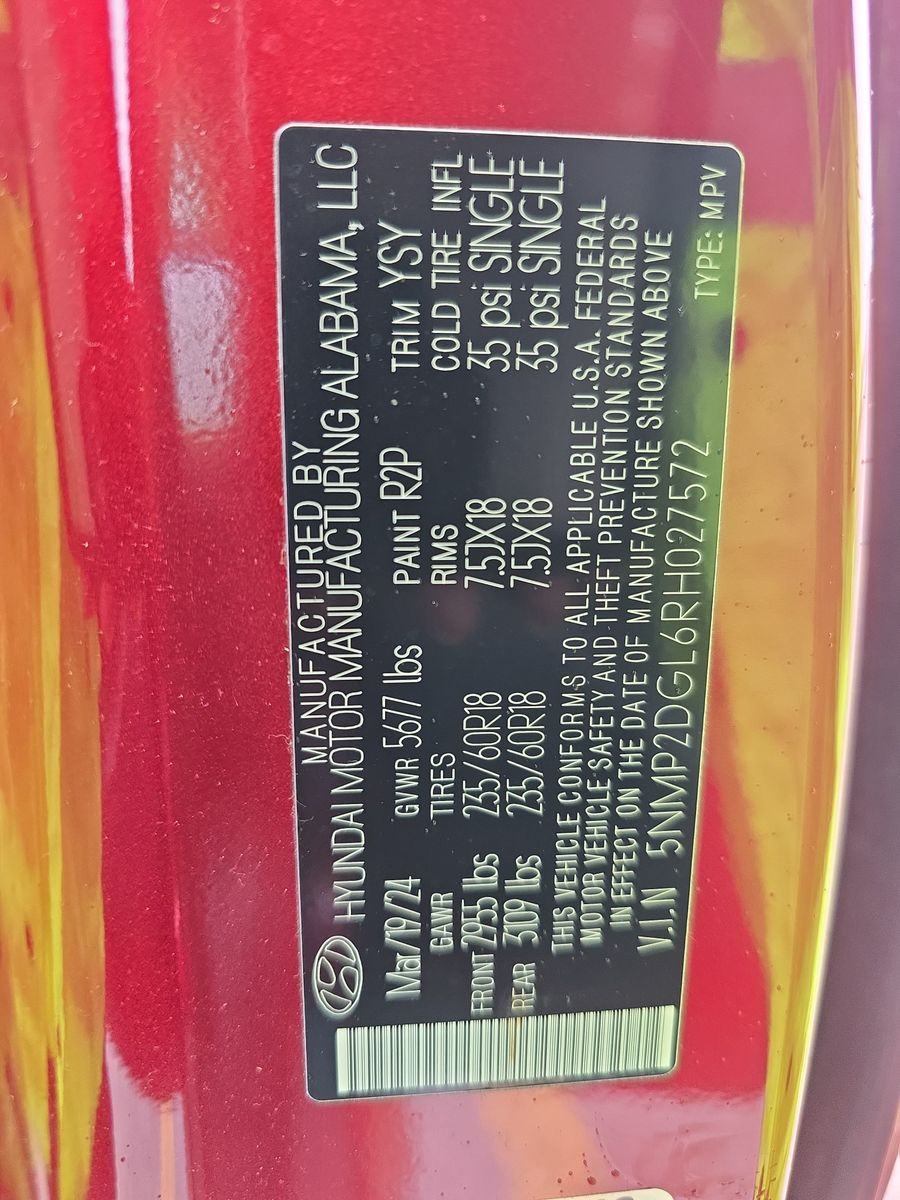 MANUFACTURED BY
HYUNDAI MOTOR MANUFACTURING ALABAMA, LLC
Mar/19/24 GVWR 5677 lbs PAINT R2P TRIM YSY
GAWR TIRES RIMS COLD TIRE INFL
FRONT 2955 lbs 235/60R18 7.5JX18 35 psi SINGLE
REAR 3109 lbs 235/60R18 7.5JX18 35 psi SINGLE
THIS VEHICLE CONFORMS TO ALL APPLICABLE U.S.A. FEDERAL
MOTOR VEHICLE SAFETY AND THEFT PREVENTION STANDARDS
IN EFFECT ON THE DATE OF MANUFACTURE SHOWN ABOVE
V.I.N 5NMP2DGL6RH027572 TYPE: MPV